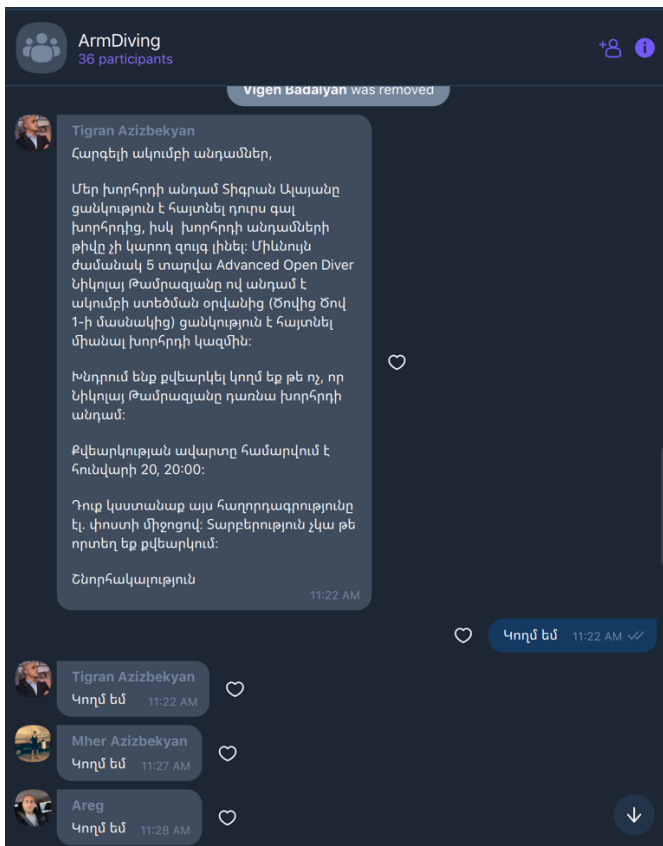 ArmDiving
36 participants
Vigen Badalyan was removed
Tigran Azizbekyan
Հարգելի ակումբի անդամներ,
Մեր խորհրդի անդամ Տիգրան Ալայանը
ցանկություն է հայտնել դուրս գալ
խորհրդից, իսկ խորհրդի անդամների
թիվը չի կարող զույգ լինել: Միևնույն
ժամանակ 5 տարվա Advanced Open Diver
Նիկոլայ Թամրազյանը ով անդամ է
ակումբի ստեծման օրվանից (Ծովից Ծով
1-ի մասնակից) ցանկություն է հայտնել
միանալ խորհրդի կազմին:
Խնդրում ենք քվեարկել կողմ եք թե ոչ, որ
Նիկոլայ Թամրազյանը դառնա խորհրդի
անդամ:
Քվեարկության ավարտը համարվում է
հունվարի 20, 20:00:
Դուք կսստանաք այս հաղորդագրությունը
էլ. փոստի միջոցով: Տարբերություն չկա թե
որտեղ եք քվեարկում:
Շնորհակալություն
11:22 AM
Կողմ եմ 11:22 AM
Tigran Azizbekyan
Կողմ եմ 11:22 AM
Mher Azizbekyan
Կողմ եմ 11:27 AM
Areg
Կողմ եմ 11:28 AM